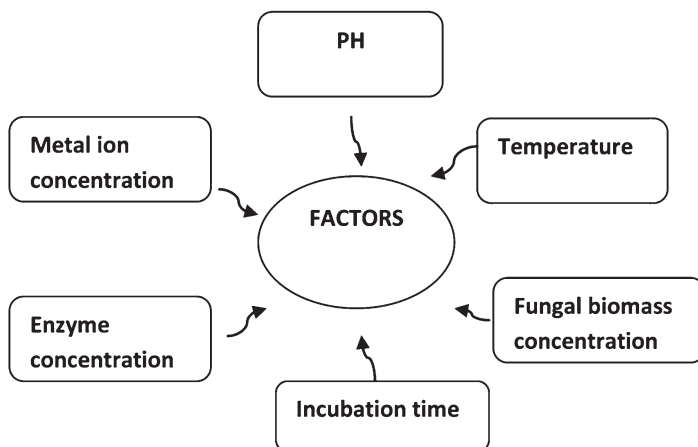 PH
Metal ion
concentration
Temperature
FACTORS
Enzyme
concentration
Fungal biomass
concentration
Incubation time